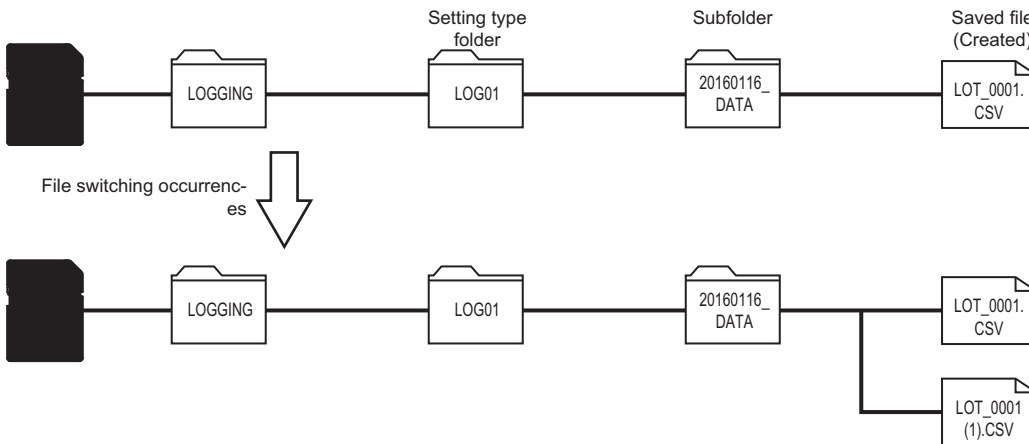 Setting type
folder
Subfolder
Saved file
(Created)
LOGGING
LOG01
20160116_
DATA
LOT_0001.
CSV
File switching occurrenc-
es
LOGGING
LOG01
20160116_
DATA
LOT_0001.
CSV
LOT_0001
(1).CSV